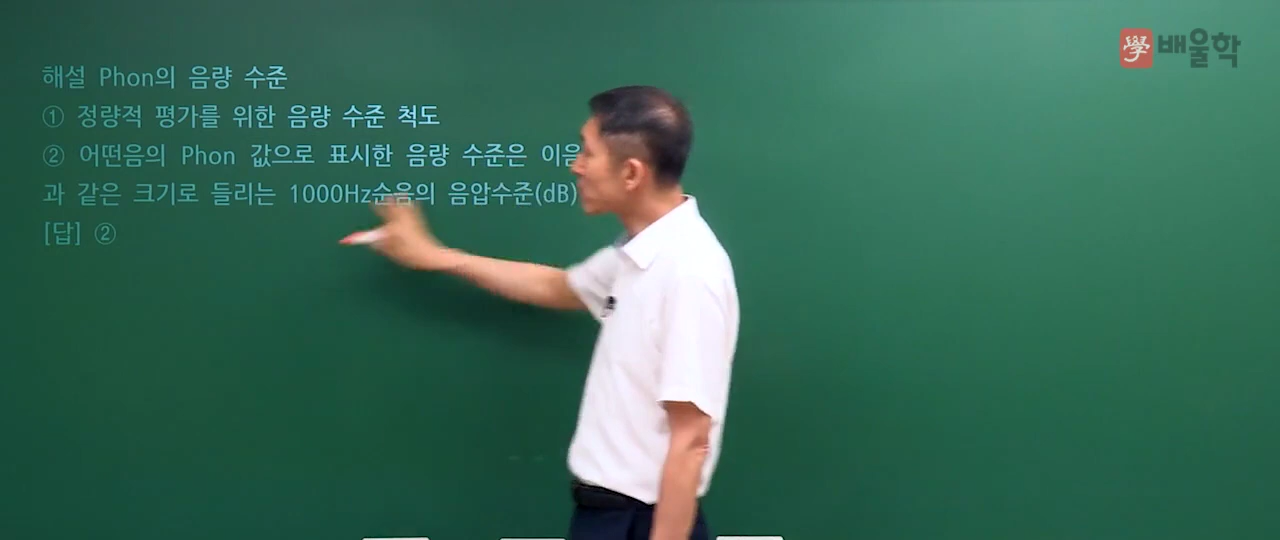 學 배울학
해설 Phon의 음량 수준
① 정량적 평가를 위한 음량 수준 척도
② 어떤음의 Phon 값으로 표시한 음량 수준은 이음
과 같은 크기로 들리는 1000Hz순음의 음압수준(dB)
[답] ②